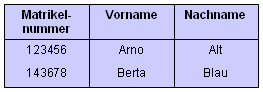 Matrikel-nummer Vorname Nachname
123456 Arno Alt
143678 Berta Blau